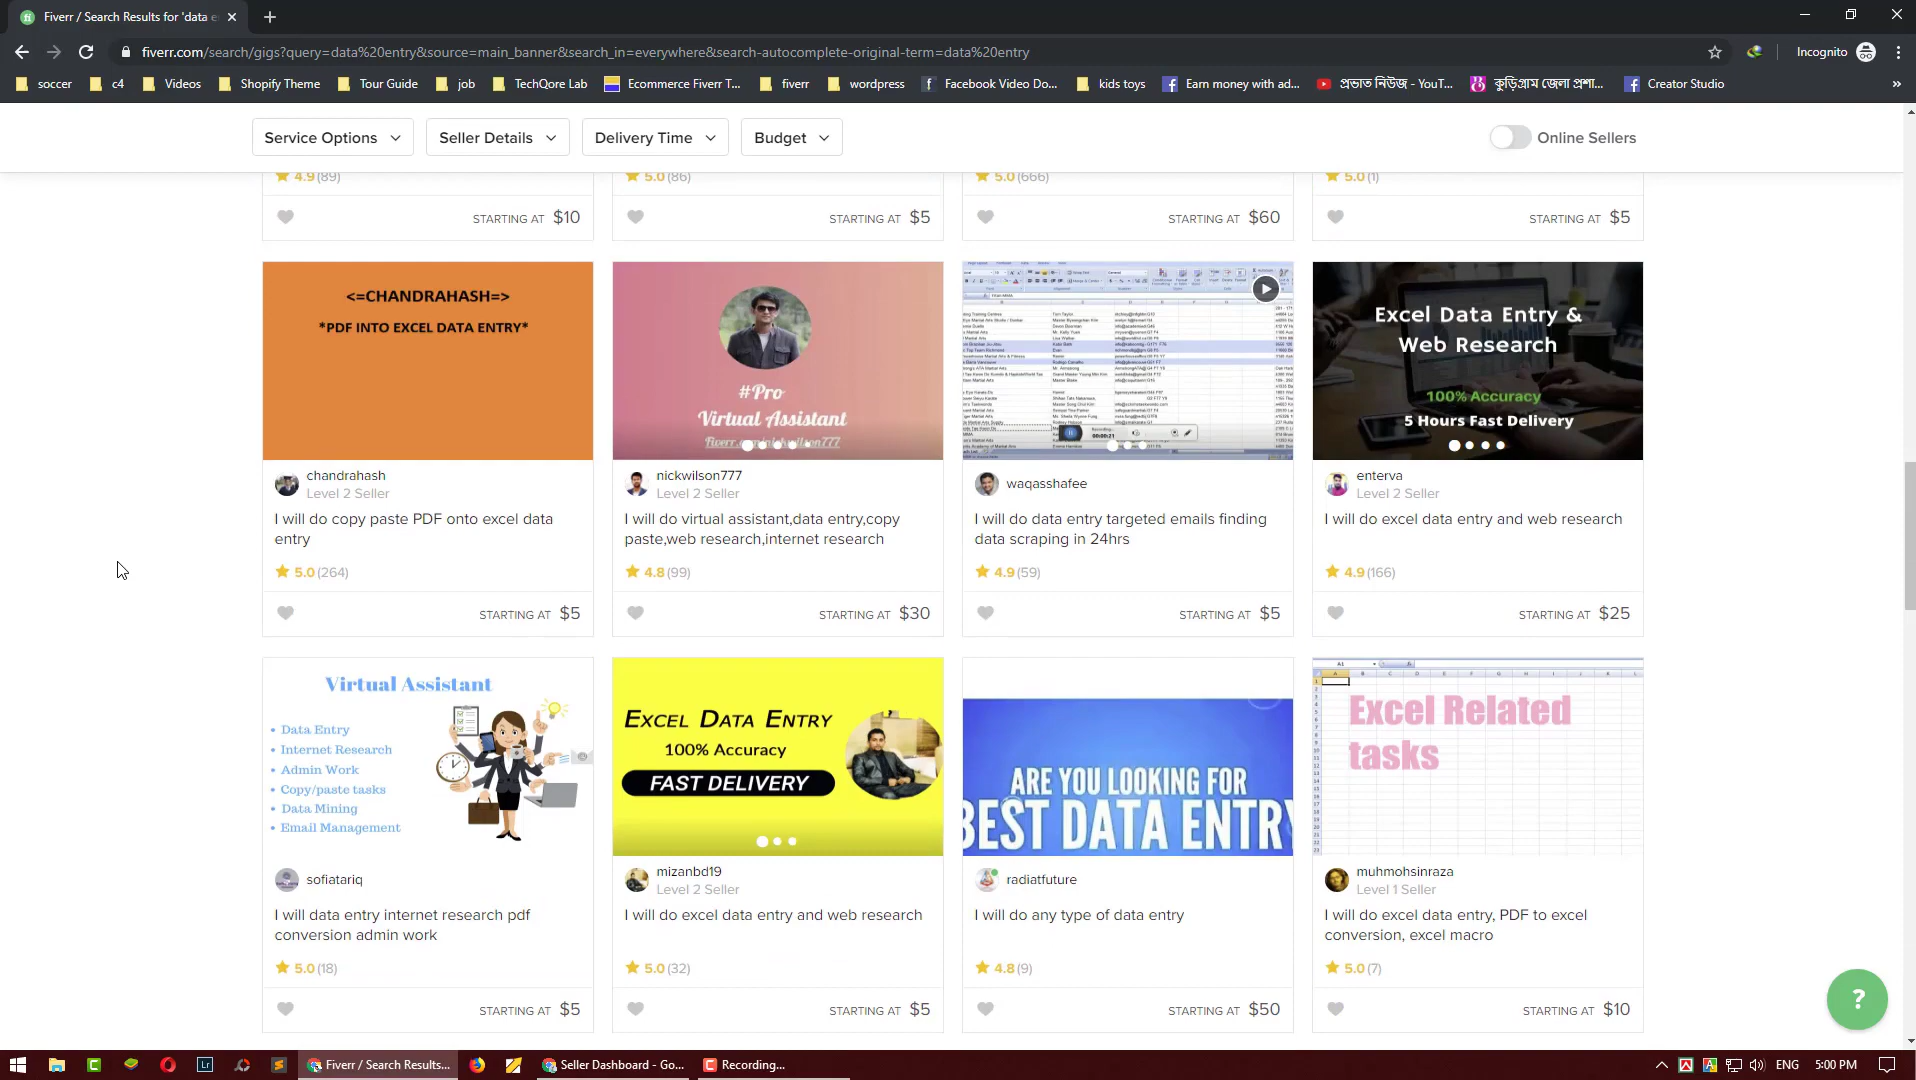 Fiverr / Search Results for 'data e
fiverr.com/search/gigs?query=data%20entry&source=main_banner&search_in=everywhere&search-autocomplete-original-term=data%20entry
Incognito
soccer c4 Videos Shopify Theme Tour Guide job TechQore Lab Ecommerce Fiverr T... fiverr wordpress Facebook Video Do... kids toys Earn money with ad... প্রভাত নিউজ - YouT... কুড়িগ্রাম জেলা প্রশা... Creator Studio »
Service Options Seller Details Delivery Time Budget Online Sellers
4.9 (89) 5.0 (86) 5.0 (666) 5.0 (1)
STARTING AT $10 STARTING AT $5 STARTING AT $60 STARTING AT $5
<=CHANDRAHASH=>
*PDF INTO EXCEL DATA ENTRY*
chandrahash
Level 2 Seller
I will do copy paste PDF onto excel data
entry
5.0 (264)
STARTING AT $5
#Pro
Virtual Assistant
nickwilson777
Level 2 Seller
I will do virtual assistant,data entry,copy
paste,web research,internet research
4.8 (99)
STARTING AT $30
Recording...
00:00:21
waqasshafee
I will do data entry targeted emails finding
data scraping in 24hrs
4.9 (59)
STARTING AT $5
Excel Data Entry &
Web Research
100% Accuracy
5 Hours Fast Delivery
enterva
Level 2 Seller
I will do excel data entry and web research
4.9 (166)
STARTING AT $25
Virtual Assistant
• Data Entry
• Internet Research
• Admin Work
• Copy/paste tasks
• Data Mining
• Email Management
sofiatariq
I will data entry internet research pdf
conversion admin work
5.0 (18)
STARTING AT $5
EXCEL DATA ENTRY
100% Accuracy
FAST DELIVERY
mizanbd19
Level 2 Seller
I will do excel data entry and web research
5.0 (32)
STARTING AT $5
ARE YOU LOOKING FOR
BEST DATA ENTRY
radiatfuture
I will do any type of data entry
4.8 (9)
STARTING AT $50
A1
Excel Related
tasks
muhmohsinraza
Level 1 Seller
I will do excel data entry, PDF to excel
conversion, excel macro
5.0 (7)
STARTING AT $10
?
Lr Fiverr / Search Results... Seller Dashboard - Go... Recording... ENG 5:00 PM